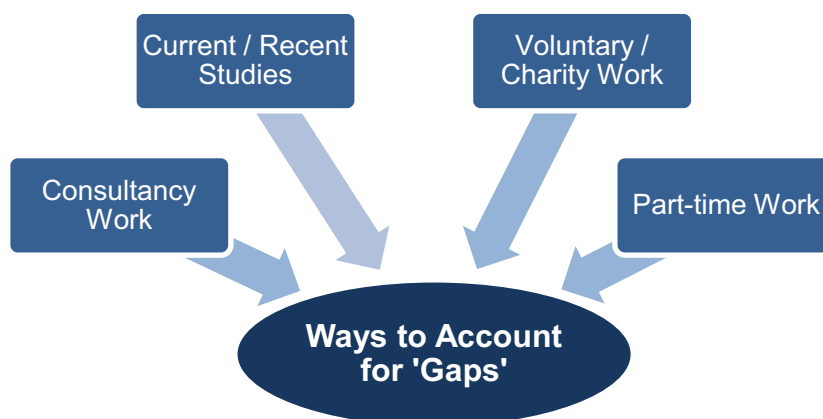 Current / Recent
Studies
Voluntary /
Charity Work
Consultancy
Work
Part-time Work
Ways to Account
for 'Gaps'